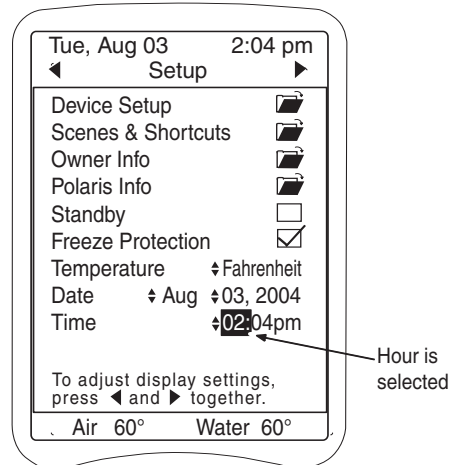 Tue, Aug 03 2:04 pm
Setup
Device Setup
Scenes & Shortcuts
Owner Info
Polaris Info
Standby
Freeze Protection
Temperature Fahrenheit
Date Aug 03, 2004
Time 02:04pm
To adjust display settings,
press ◀ and ▶ together.
Air 60° Water 60°
Hour is
selected